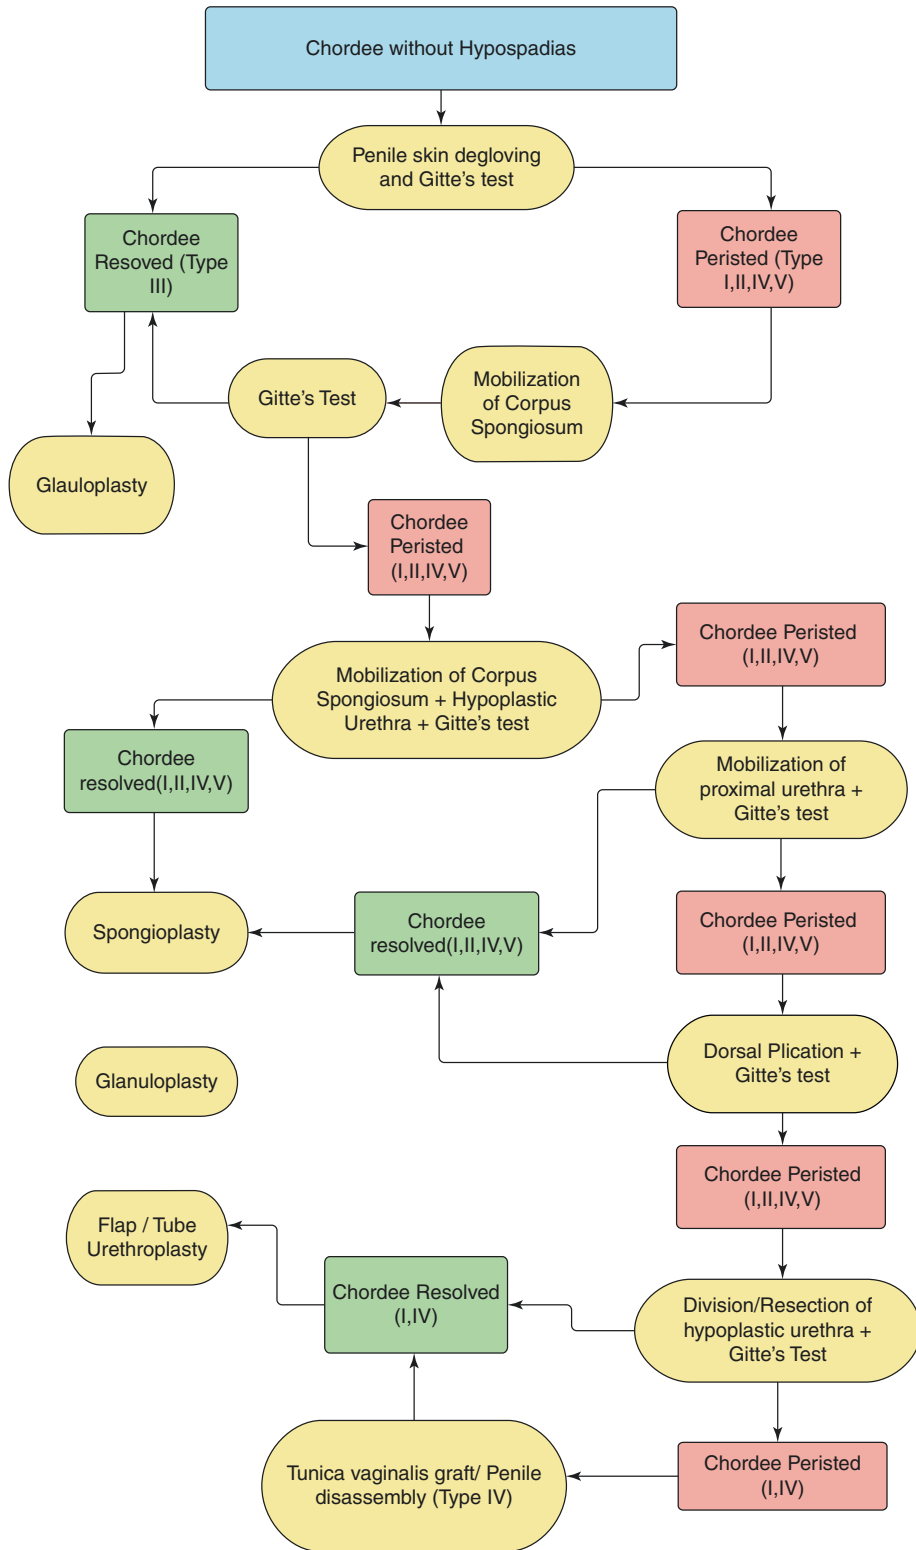 Chordee without Hypospadias
Penile skin degloving
and Gitte's test
Chordee
Resoved (Type
III)
Chordee
Peristed (Type
I,II,IV,V)
Gitte's Test
Mobilization
of Corpus
Spongiosum
Glauloplasty
Chordee
Peristed
(I,II,IV,V)
Mobilization of Corpus
Spongiosum + Hypoplastic
Urethra + Gitte's test
Chordee Peristed
(I,II,IV,V)
Chordee
resolved(I,II,IV,V)
Mobilization of
proximal urethra +
Gitte's test
Spongioplasty
Chordee
resolved(I,II,IV,V)
Chordee Peristed
(I,II,IV,V)
Dorsal Plication +
Gitte's test
Glanuloplasty
Chordee Peristed
(I,II,IV,V)
Flap / Tube
Urethroplasty
Chordee Resolved
(I,IV)
Division/Resection of
hypoplastic urethra +
Gitte's Test
Tunica vaginalis graft/ Penile
disassembly (Type IV)
Chordee Peristed
(I,IV)